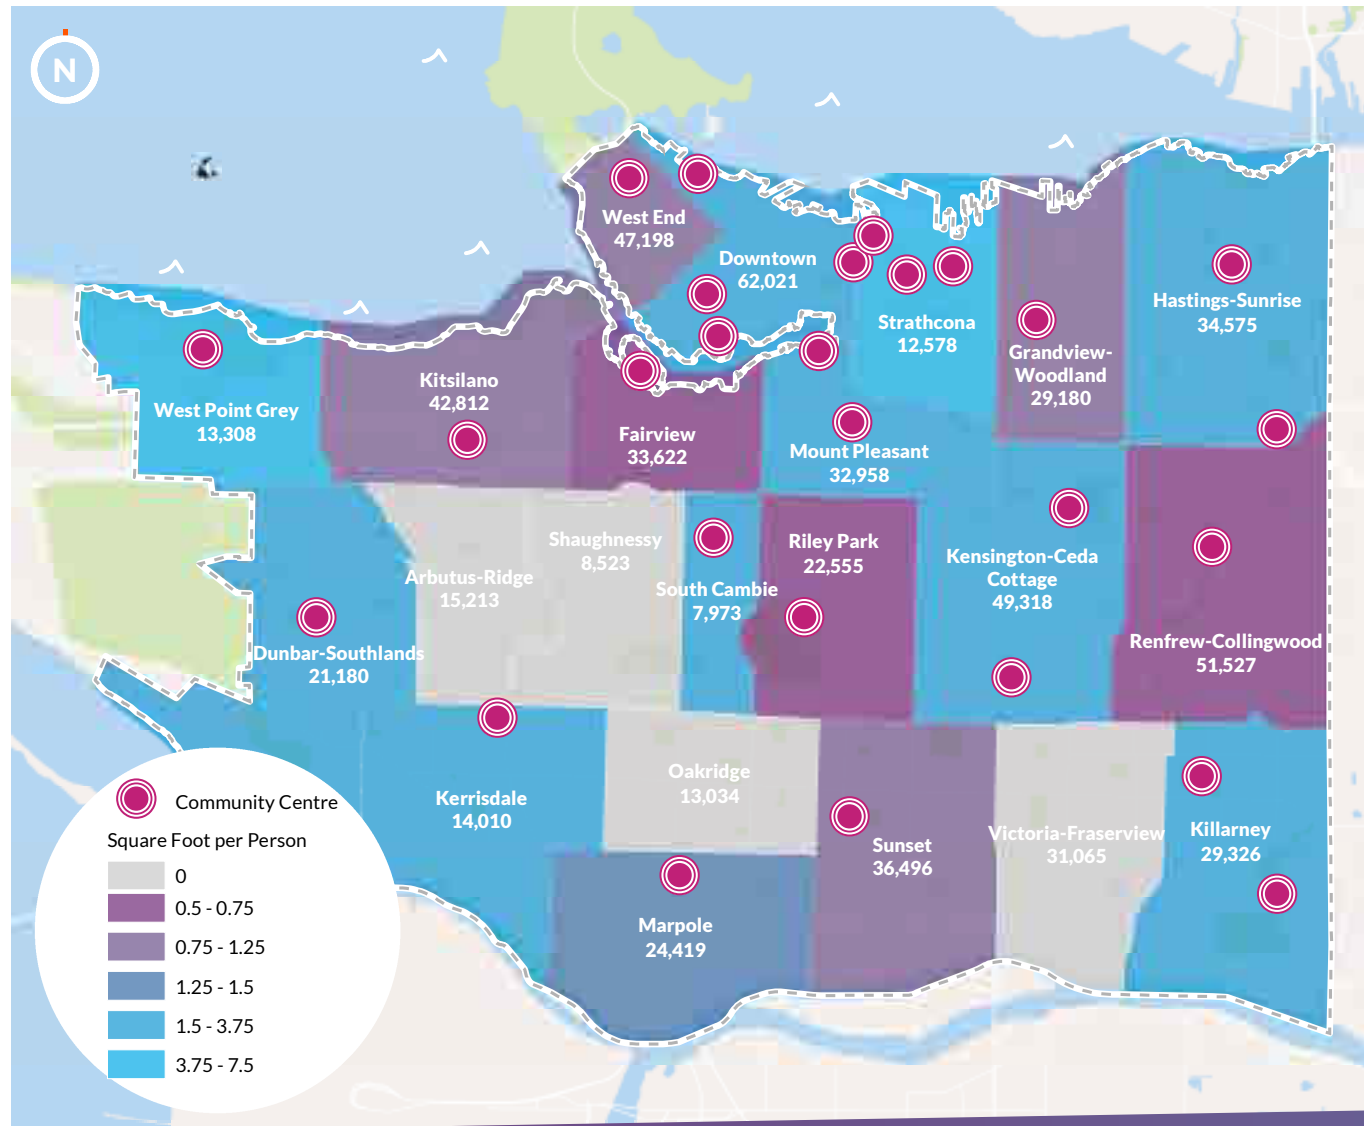 N
West End
47,198
Downtown
62,021
Hastings-Sunrise
34,575
Strathcona
12,578
Grandview-
Woodland
29,180
Kitsilano
42,812
West Point Grey
13,308
Fairview
33,622
Mount Pleasant
32,958
Shaughnessy
8,523
Riley Park
22,555
Arbutus-Ridge
15,213
South Cambie
7,973
Kensington-Ceda
Cottage
49,318
Renfrew-Collingwood
51,527
Dunbar-Southlands
21,180
Oakridge
13,034
Kerrisdale
14,010
Sunset
36,496
Victoria-Fraserview
31,065
Killarney
29,326
Marpole
24,419
Community Centre
Square Foot per Person
0
0.5 - 0.75
0.75 - 1.25
1.25 - 1.5
1.5 - 3.75
3.75 - 7.5